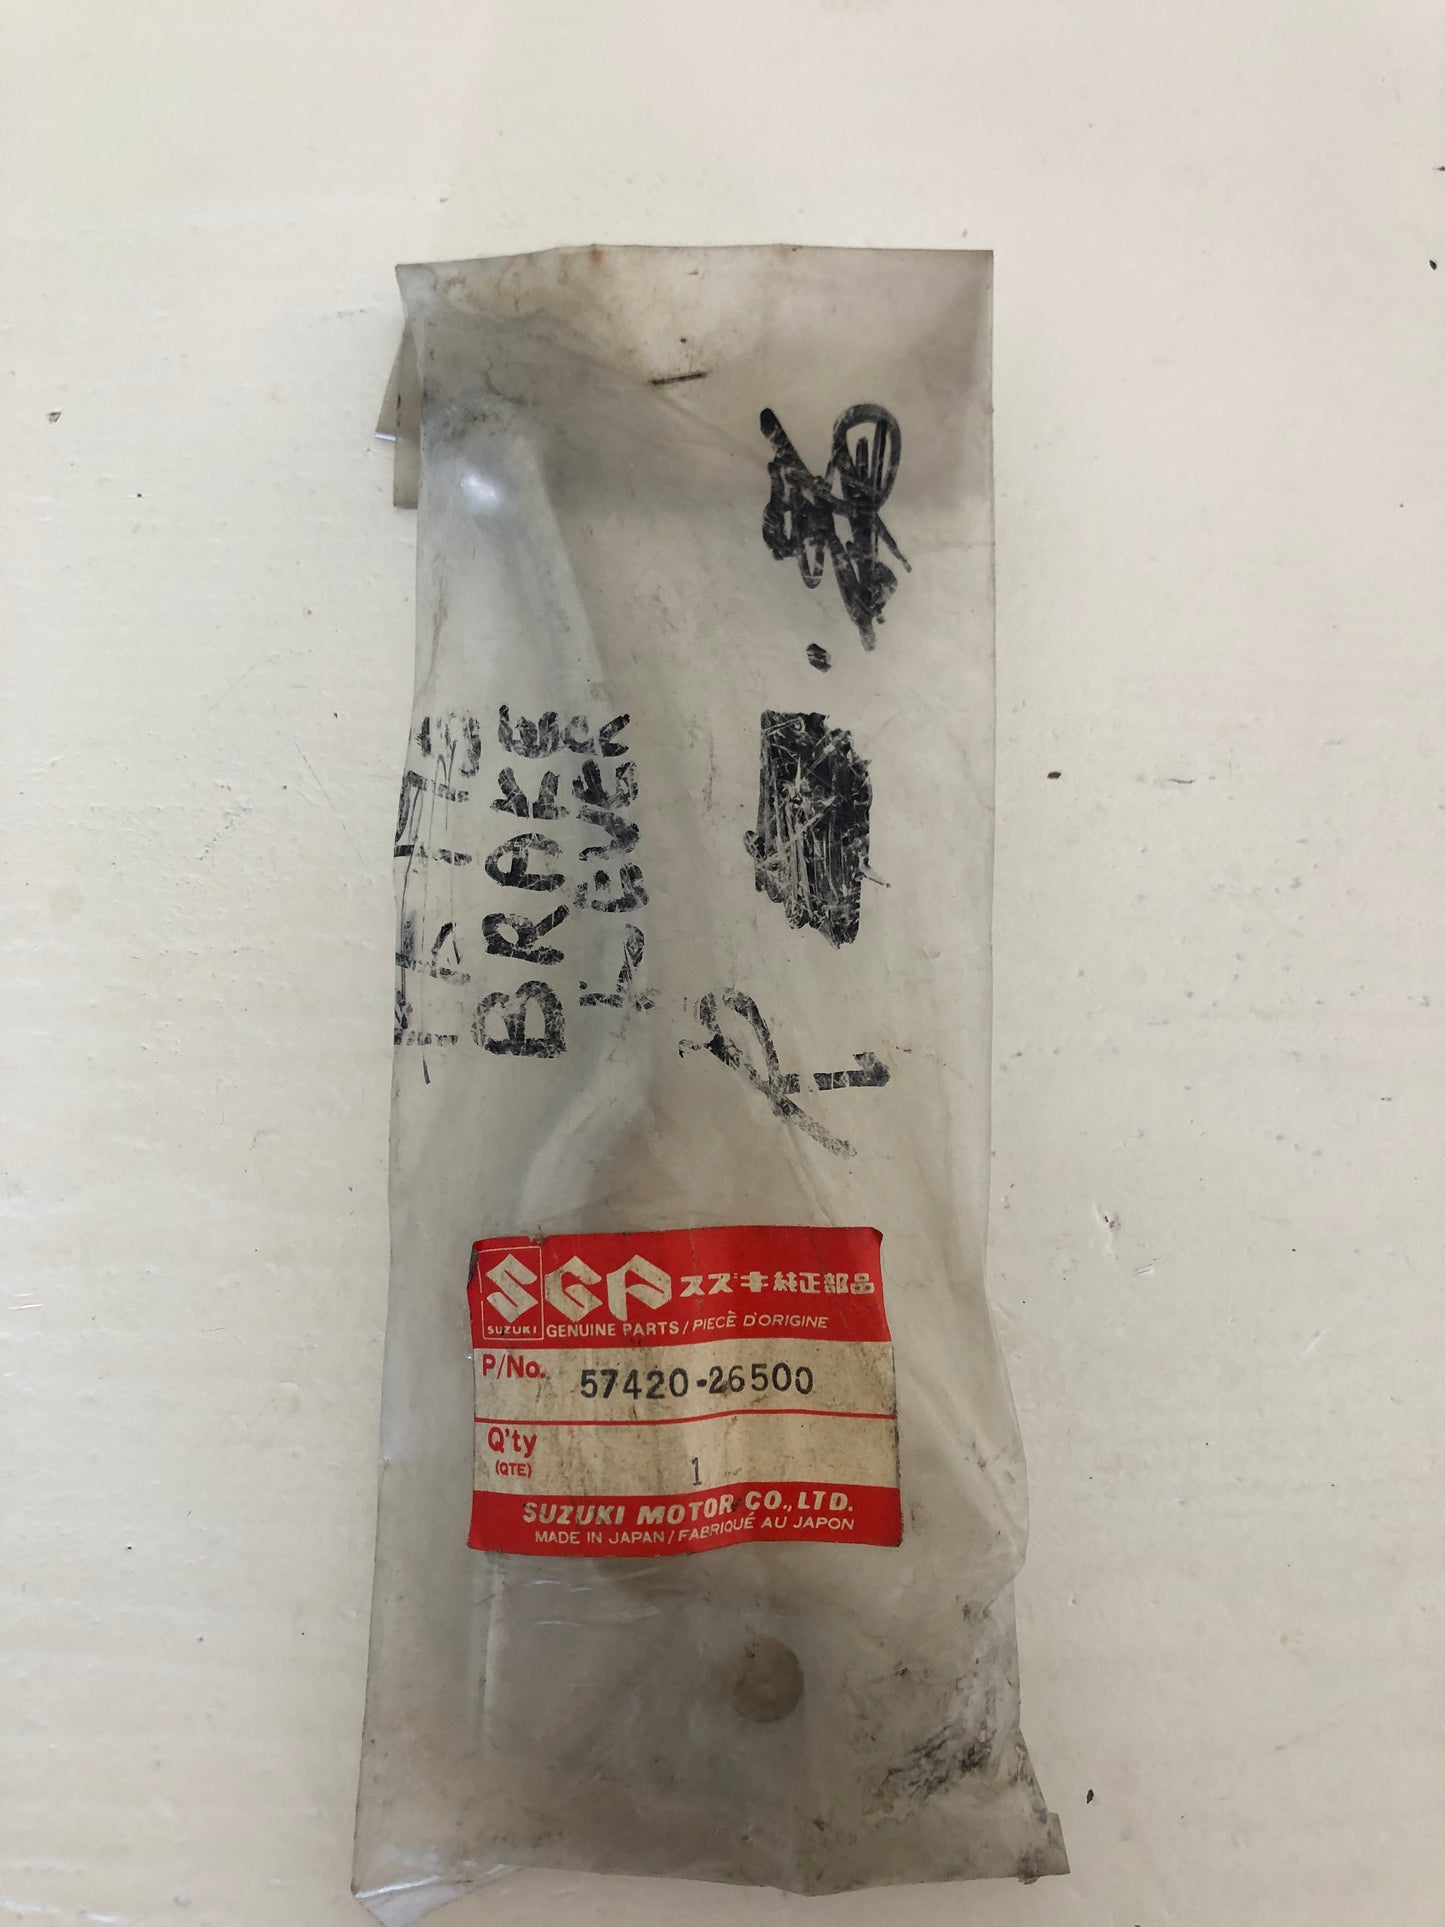 BRAKE
LEVER
SGP スズキ純正部品
SUZUKI GENUINE PARTS / PIECÈ D'ORIGINE
P/No. 57420-26500
Q'ty
(QTE) 1
SUZUKI MOTOR CO., LTD.
MADE IN JAPAN / FABRIQUÉ AU JAPON